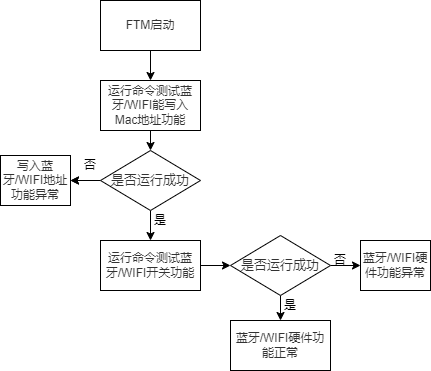 FTM启动
运行命令测试蓝
牙/WIFI能写入
Mac地址功能
否
写入蓝
牙/WIFI地址
功能异常
是否运行成功
是
运行命令测试蓝
牙/WIFI开关功能
是否运行成功
否
蓝牙/WIFI硬
件功能异常
是
蓝牙/WIFI硬件功
能正常